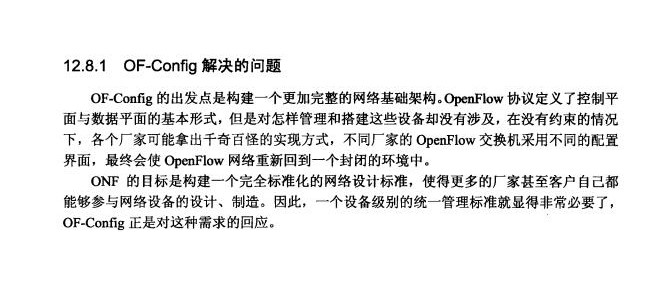 12.8.1 OF-Config 解决的问题
OF-Config 的出发点是构建一个更加完整的网络基础架构。OpenFlow 协议定义了控制平
面与数据平面的基本形式，但是对怎样管理和搭建这些设备却没有涉及，在没有约束的情况
下，各个厂家可能拿出千奇百怪的实现方式，不同厂家的 OpenFlow 交换机采用不同的配置
界面，最终会使 OpenFlow 网络重新回到一个封闭的环境中。
ONF 的目标是构建一个完全标准化的网络设计标准，使得更多的厂家甚至客户自己都
能够参与网络设备的设计、制造。因此，一个设备级别的统一管理标准就显得非常必要了，
OF-Config 正是对这种需求的回应。